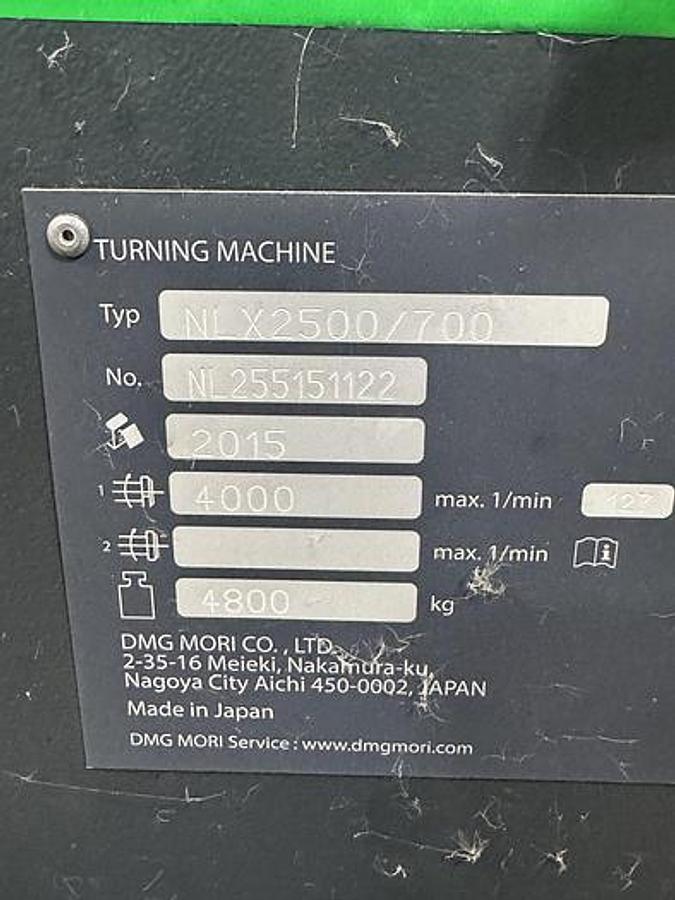 TURNING MACHINE
Typ NLX2500/700
No. NL255151122
2015
1 4000 max. 1/min 127
2 max. 1/min
4800 kg
DMG MORI CO. , LTD.
2-35-16 Meieki, Nakamura-ku,
Nagoya City Aichi 450-0002, JAPAN
Made in Japan
DMG MORI Service : www.dmgmori.com